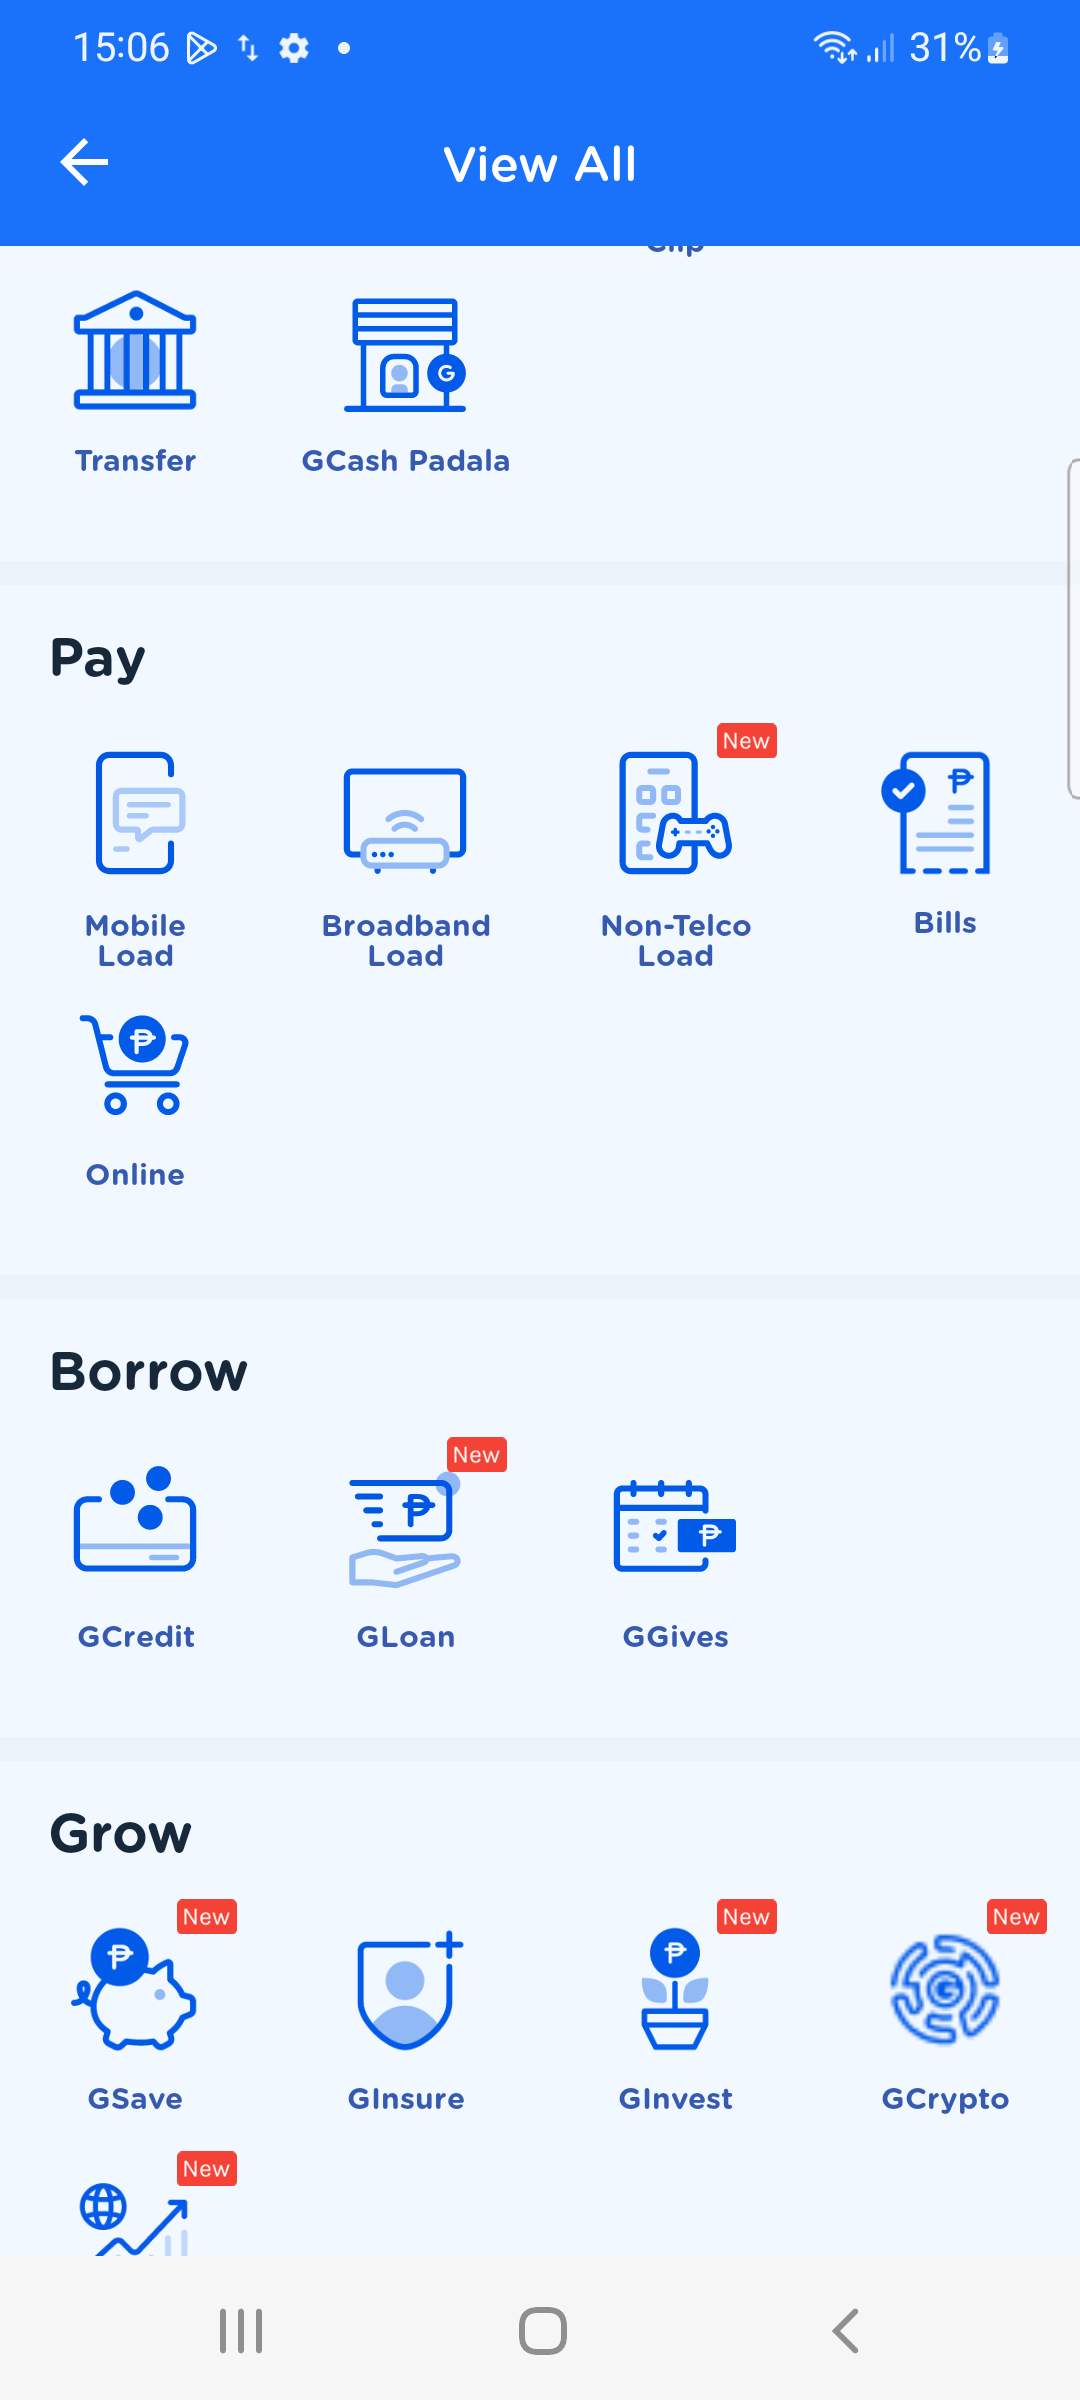 15:06
31%
View All
Clip
Transfer
GCash Padala
Pay
New
Mobile
Load
Broadband
Load
Non-Telco
Load
Bills
Online
Borrow
New
GCredit
GLoan
GGives
Grow
New
New
New
GSave
GInsure
GInvest
GCrypto
New